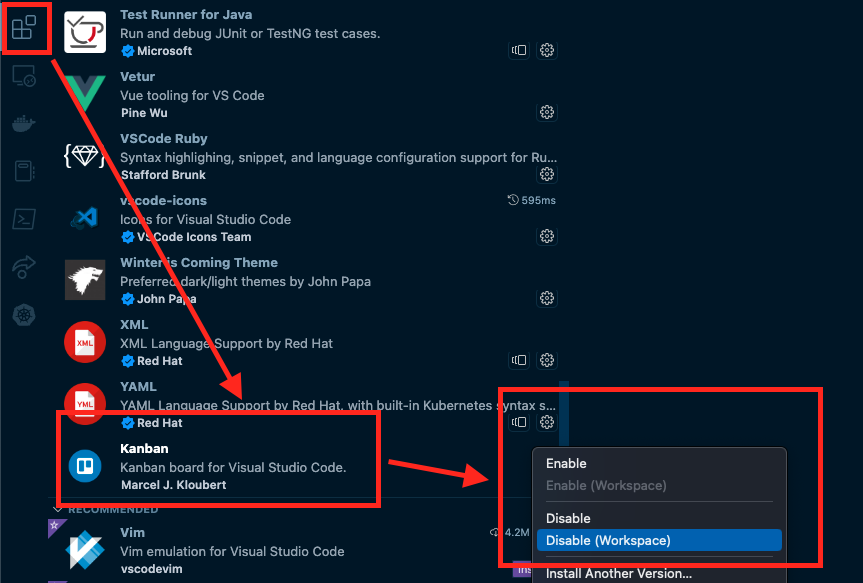 Test Runner for Java
Run and debug JUnit or TestNG test cases.
Microsoft
Vetur
Vue tooling for VS Code
Pine Wu
VSCode Ruby
Syntax highlighing, snippet, and language configuration support for Ru...
Stafford Brunk
vscode-icons
595ms
Icons for Visual Studio Code
VSCode Icons Team
Winter is Coming Theme
Preferred dark/light themes by John Papa
John Papa
XML
XML
XML Language Support by Red Hat
Red Hat
YAML
YML
YAML Language Support by Red Hat, with built-in Kubernetes syntax s...
Red Hat
Kanban
Kanban board for Visual Studio Code.
Marcel J. Kloubert
RECOMMENDED
Vim
4.2M
Vim emulation for Visual Studio Code
vscodevim
Enable
Enable (Workspace)
Disable
Disable (Workspace)
Install Another Version...